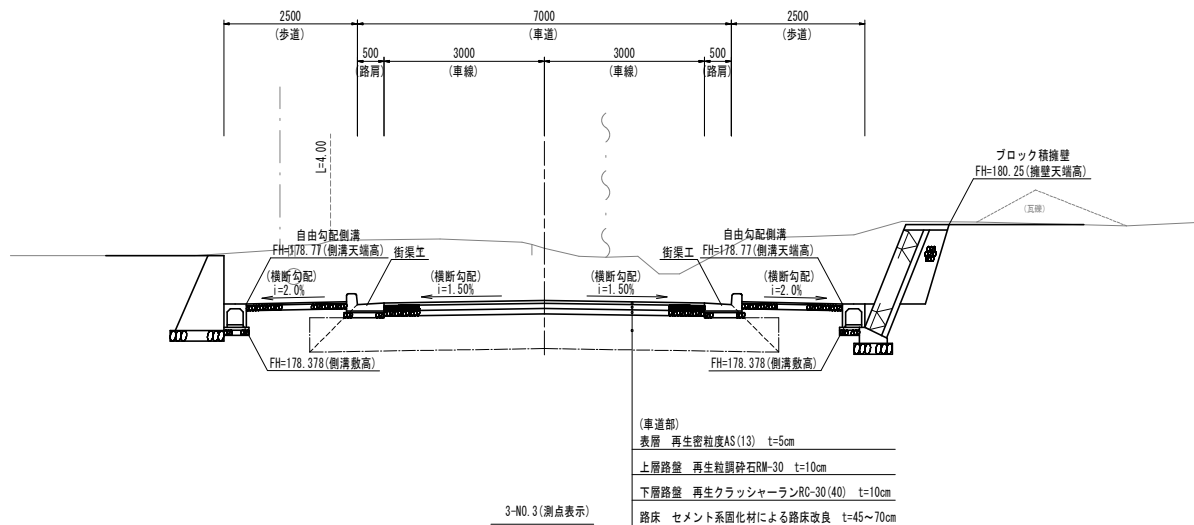 2500
7000
2500
(歩道)
(車道)
(歩道)
500
3000
3000
500
(路肩)
(車線)
(車線)
(路肩)
L=4.00
ブロック積擁壁
FH=180.25(擁壁天端高)
(瓦礫)
自由勾配側溝
FH=178.77(側溝天端高)
街渠工
街渠工
自由勾配側溝
FH=178.77(側溝天端高)
(横断勾配)
i=2.0%
(横断勾配)
i=1.50%
(横断勾配)
i=1.50%
(横断勾配)
i=2.0%
FH=178.378(側溝敷高)
FH=178.378(側溝敷高)
(車道部)
表層 再生密粒度AS(13) t=5cm
上層路盤 再生粒調砕石RM-30 t=10cm
下層路盤 再生クラッシャーランRC-30(40) t=10cm
路床 セメント系固化材による路床改良 t=45~70cm
3-NO.3(測点表示)